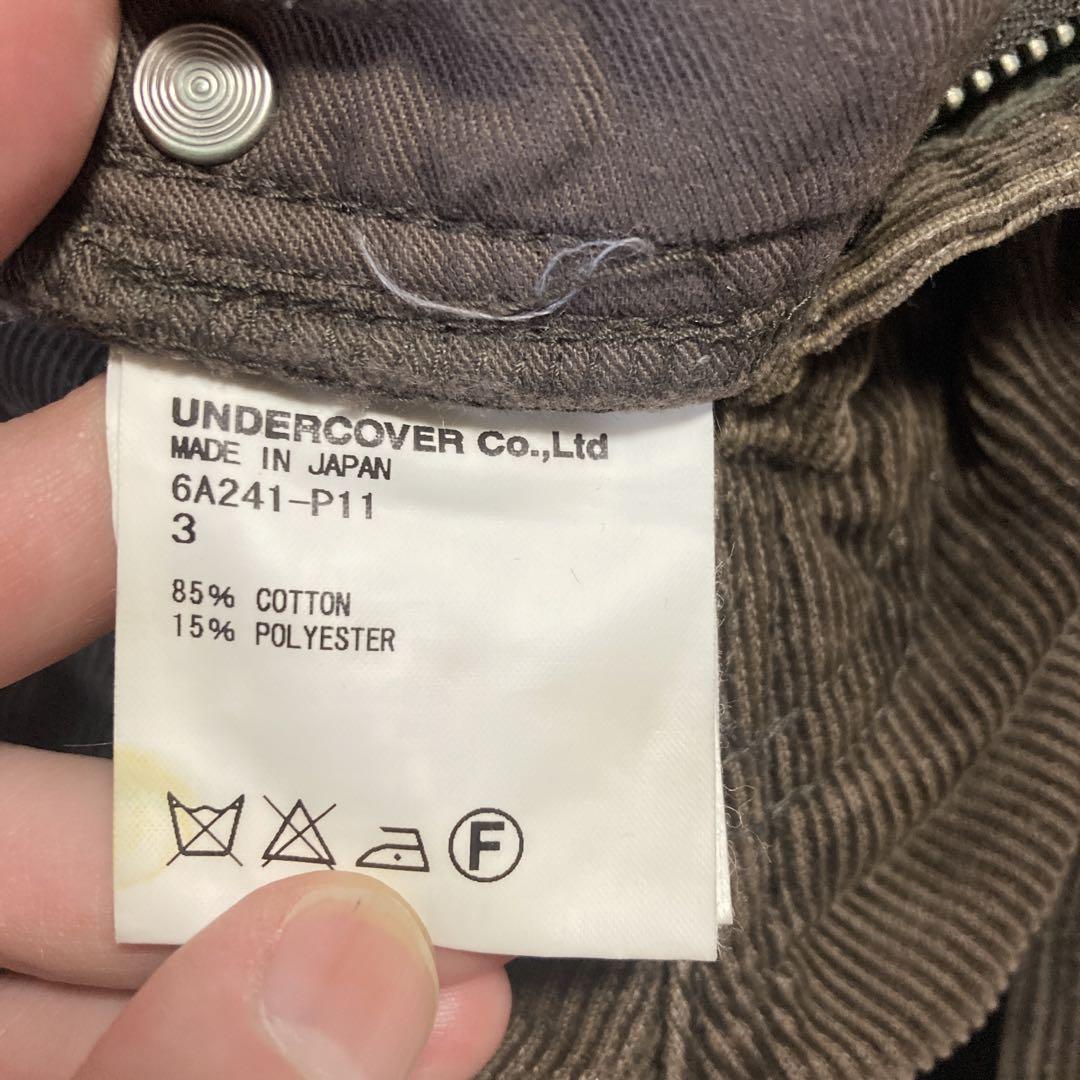 UNDERCOVER Co.,Ltd
MADE IN JAPAN
6A241-P11
3
85% COTTON
15% POLYESTER
F